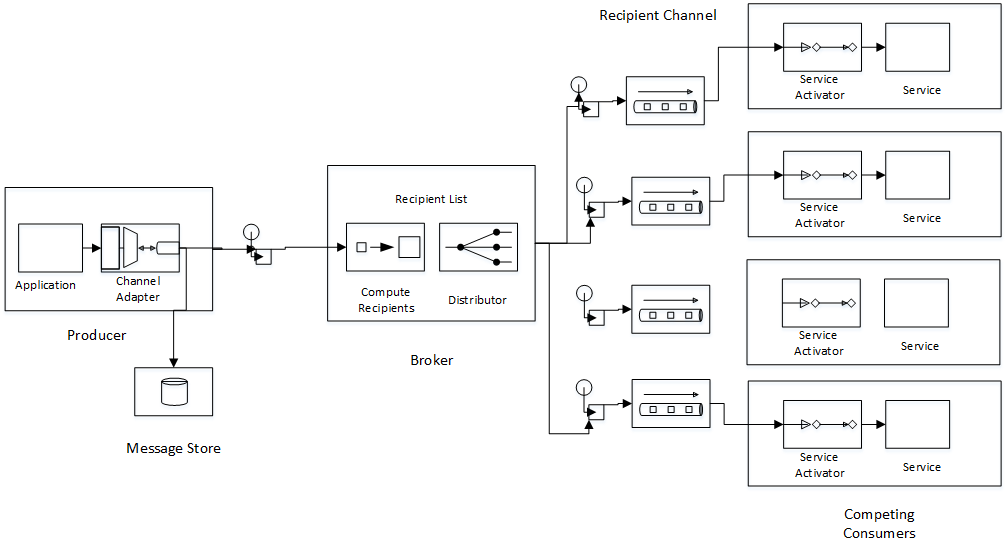 Recipient Channel
Service
Activator
Service
Service
Activator
Service
Recipient List
Application
Channel
Adapter
Compute
Recipients
Distributor
Producer
Broker
Service
Activator
Service
Message Store
Service
Activator
Service
Competing
Consumers